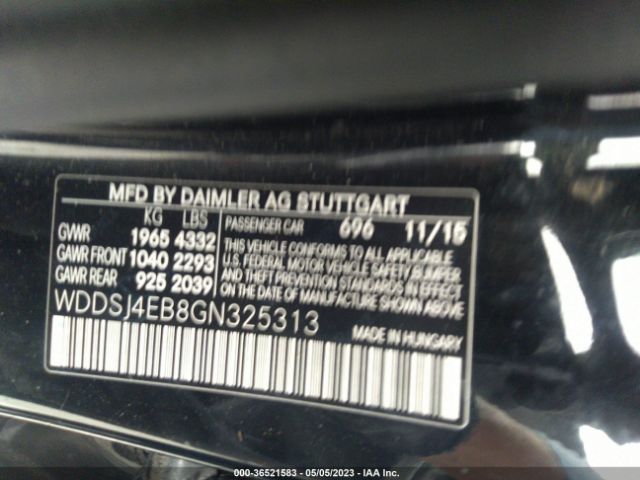 MFD BY DAIMLER AG STUTTGART
KG LBS
GWR 1965 4332
GAWR FRONT 1040 2293
GAWR REAR 925 2039
PASSENGER CAR 696 11/15
THIS VEHICLE CONFORMS TO ALL APPLICABLE
U.S. FEDERAL MOTOR VEHICLE SAFETY, BUMPER,
AND THEFT PREVENTION STANDARDS IN EFFECT
ON THE DATE OF MANUFACTURE SHOWN ABOVE.
WDDSJ4EB8GN325313
MADE IN HUNGARY
000-36521583 - 05/05/2023 - IAA Inc.